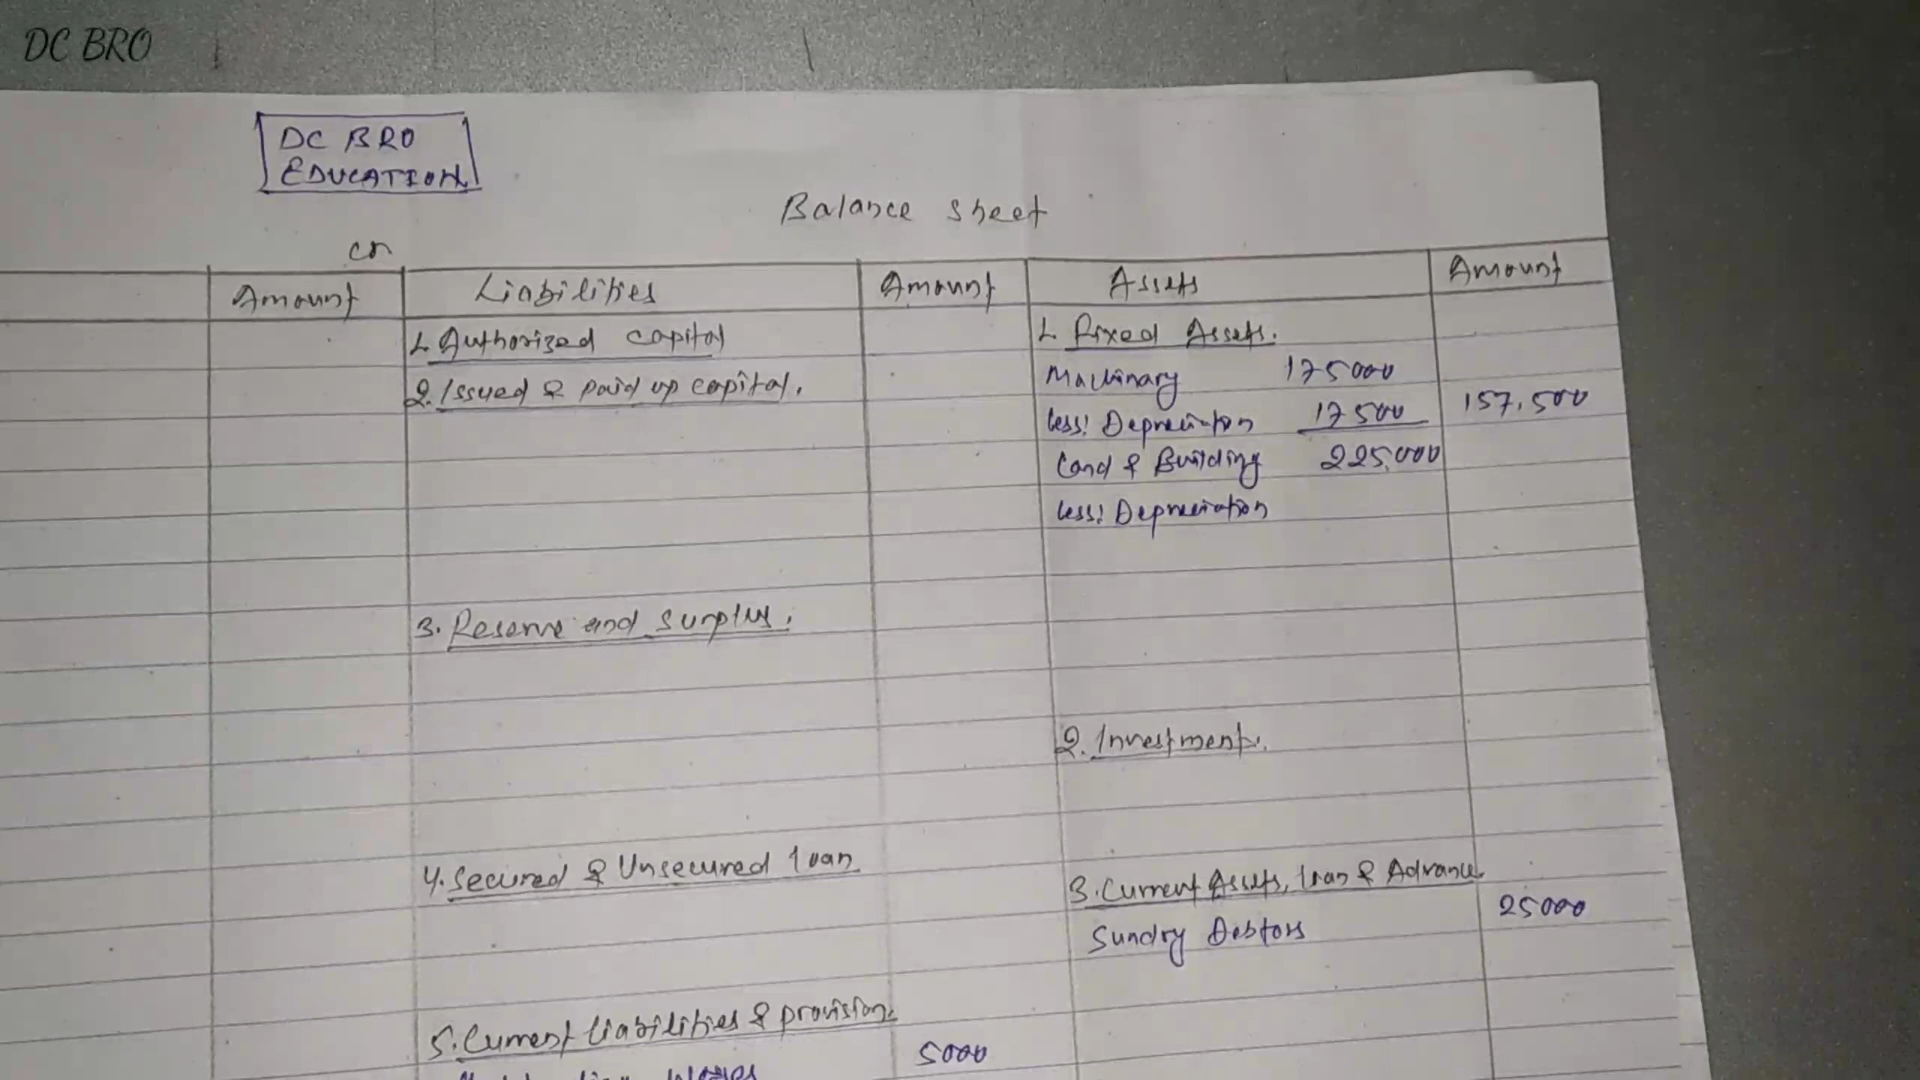 DC BRO
DC BRO
EDUCATION
Balance sheet
cr.
Amount Liabilities Amount Assets Amount
1. Authorized capital
2. Issued & paid up capital.
3. Reserve and surplus.
4. Secured & Unsecured loan
5. Current liabilities & provision.
wages 5000
1. Fixed Assets.
Machinary 175000
less: Depreciation 17500 157,500
Land & Building 225,000
less: Depreciation
2. Investment.
3. Current Assets, loan & Advance
Sundry Debtors 25000